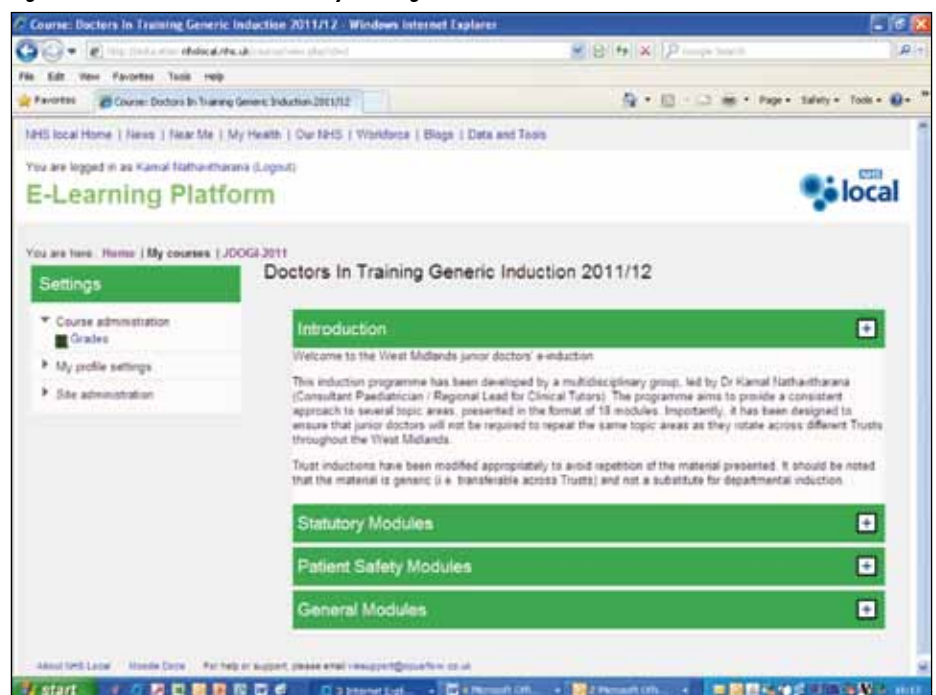 Course: Doctors In Training Generic Induction 2011/12 - Windows Internet Explorer
File Edit View Favorites Tools Help
Favorites Course: Doctors In Training Generic Induction 2011/12 Page Safety Tools
NHS local Home | News | Near Me | My Health | Our NHS | Workforce | Blogs | Data and Tools
You are logged in as Kamal Nathavitharana (Logout)
E-Learning Platform
NHS
local
You are here: Home | My courses | JDOGI-2011
Settings
Course administration
Grades
My profile settings
Site administration
Doctors In Training Generic Induction 2011/12
Introduction
Welcome to the West Midlands junior doctors' e-induction
This induction programme has been developed by a multidisciplinary group, led by Dr Kamal Nathavitharana
(Consultant Paediatrician / Regional Lead for Clinical Tutors). The programme aims to provide a consistent
approach to several topic areas, presented in the format of 18 modules. Importantly, it has been designed to
ensure that junior doctors will not be required to repeat the same topic areas as they rotate across different Trusts
throughout the West Midlands.
Trust inductions have been modified appropriately to avoid repetition of the material presented. It should be noted
that the material is generic (i.e. transferable across Trusts) and not a substitute for departmental induction
Statutory Modules
Patient Safety Modules
General Modules
About NHS Local Moodle Docs For help or support, please email
start